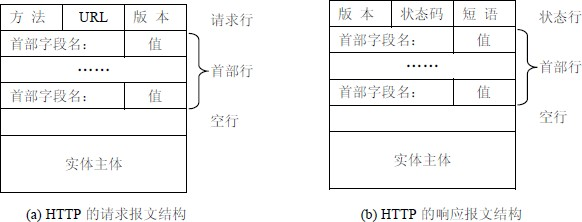 方 法 URL 版 本 请求行
首部字段名： 值
…… 首部行
首部字段名： 值
空行
实体主体
(a) HTTP 的请求报文结构
版 本 状态码 短 语 状态行
首部字段名： 值
…… 首部行
首部字段名： 值
空行
实体主体
(b) HTTP 的响应报文结构